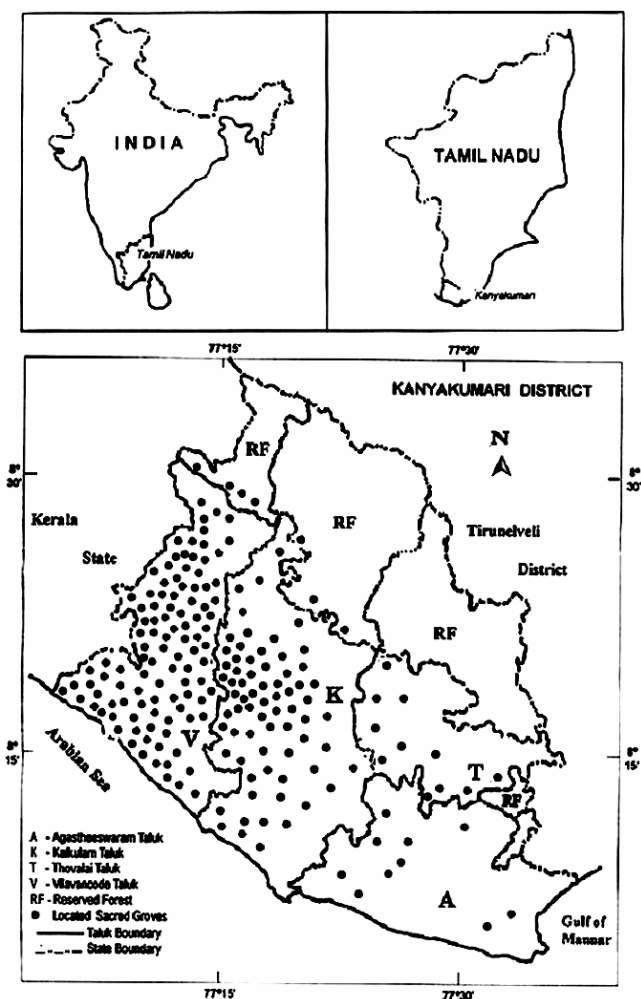 INDIA
Tamil Nadu
TAMIL NADU
Kanyakumari
77°15'
77°30'
KANYAKUMARI DISTRICT
N
RF
8°
30'
8°
30'
Kerala
State
RF
Tirunelveli
District
RF
K
V
8°
15'
8°
15'
T
RF
Arabian Sea
A - Agastheeswaram Taluk
K - Kalkulam Taluk
T - Thovalai Taluk
V - Vilavancode Taluk
RF - Reserved Forest
Located Sacred Groves
Taluk Boundary
State Boundary
A
Gulf of
Mannar
77°15'
77°30'